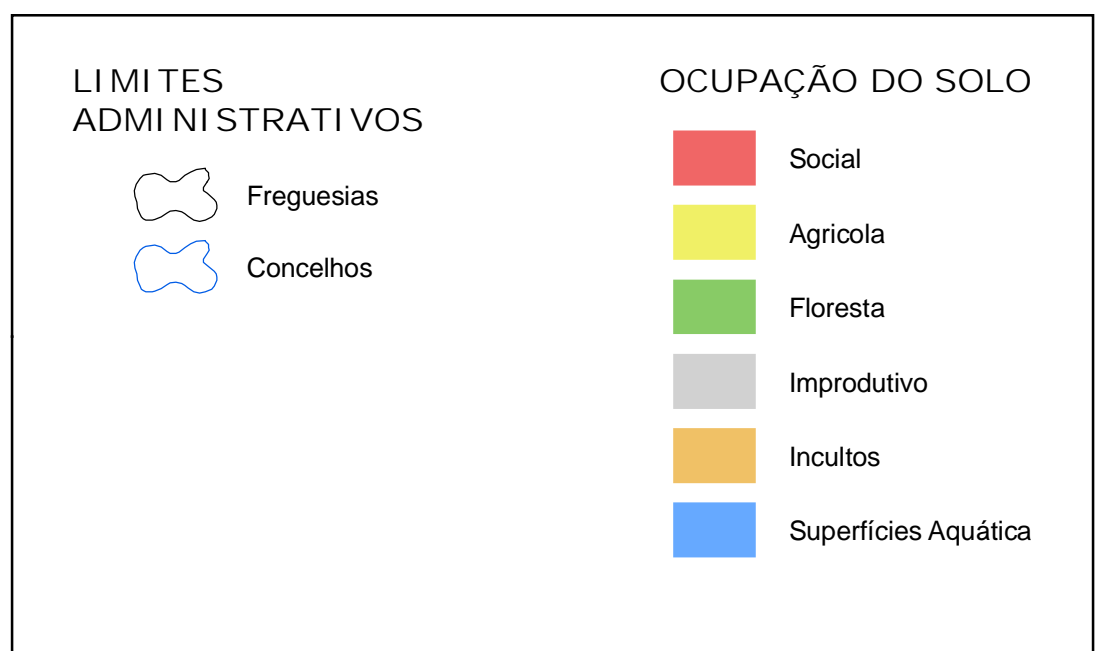 LIMITES
ADMINISTRATIVOS
Freguesias
Concelhos
OCUPAÇÃO DO SOLO
Social
Agricola
Floresta
Improdutivo
Incultos
Superfícies Aquática